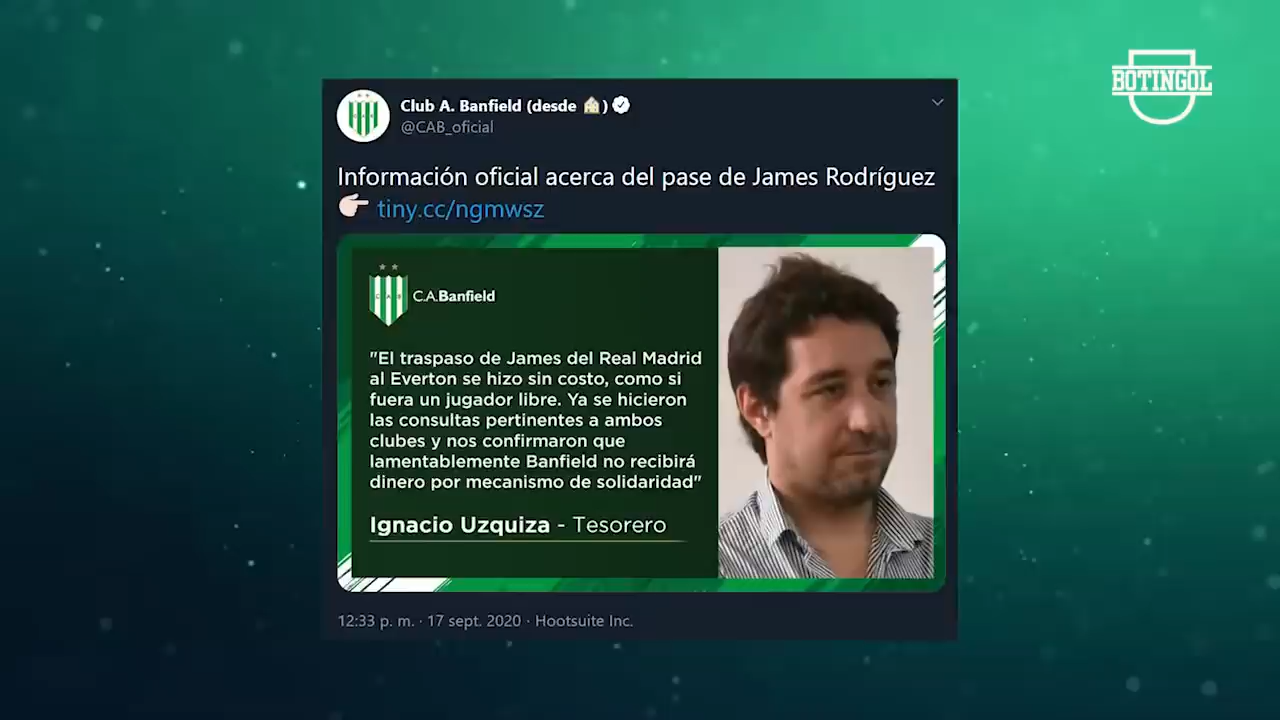 BOTINGOL
Club A. Banfield (desde 🏠)
@CAB_oficial
Información oficial acerca del pase de James Rodríguez
👉 tiny.cc/ngmwsz
C.A.Banfield
"El traspaso de James del Real Madrid
al Everton se hizo sin costo, como si
fuera un jugador libre. Ya se hicieron
las consultas pertinentes a ambos
clubes y nos confirmaron que
lamentablemente Banfield no recibirá
dinero por mecanismo de solidaridad"
Ignacio Uzquiza - Tesorero
12:33 p. m. · 17 sept. 2020 · Hootsuite Inc.